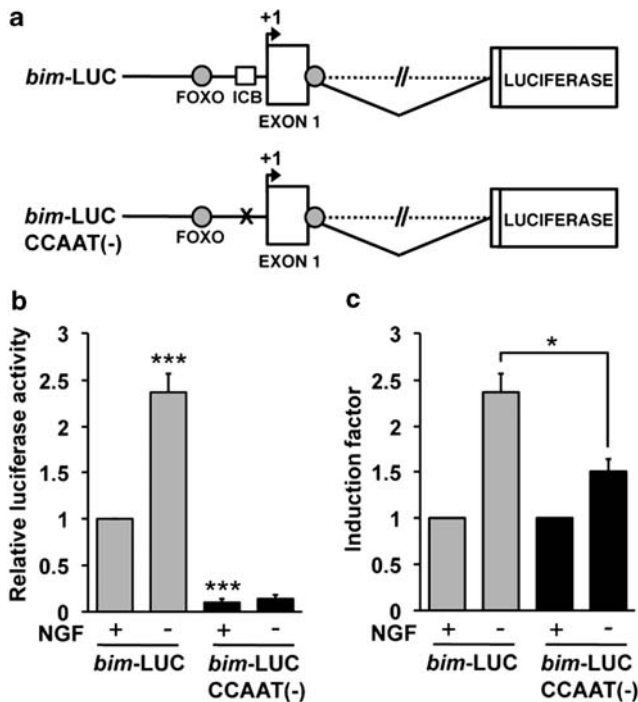 a
+1
bim-LUC
FOXO ICB
EXON 1
//
LUCIFERASE
+1
bim-LUC
CCAAT(-)
FOXO
X
EXON 1
//
LUCIFERASE
b
Relative luciferase activity
3
2.5
2
1.5
1
0.5
0
***
***
NGF + - + -
bim-LUC bim-LUC
CCAAT(-)
c
Induction factor
3
2.5
2
1.5
1
0.5
0
*
+ - + -
bim-LUC bim-LUC
CCAAT(-)